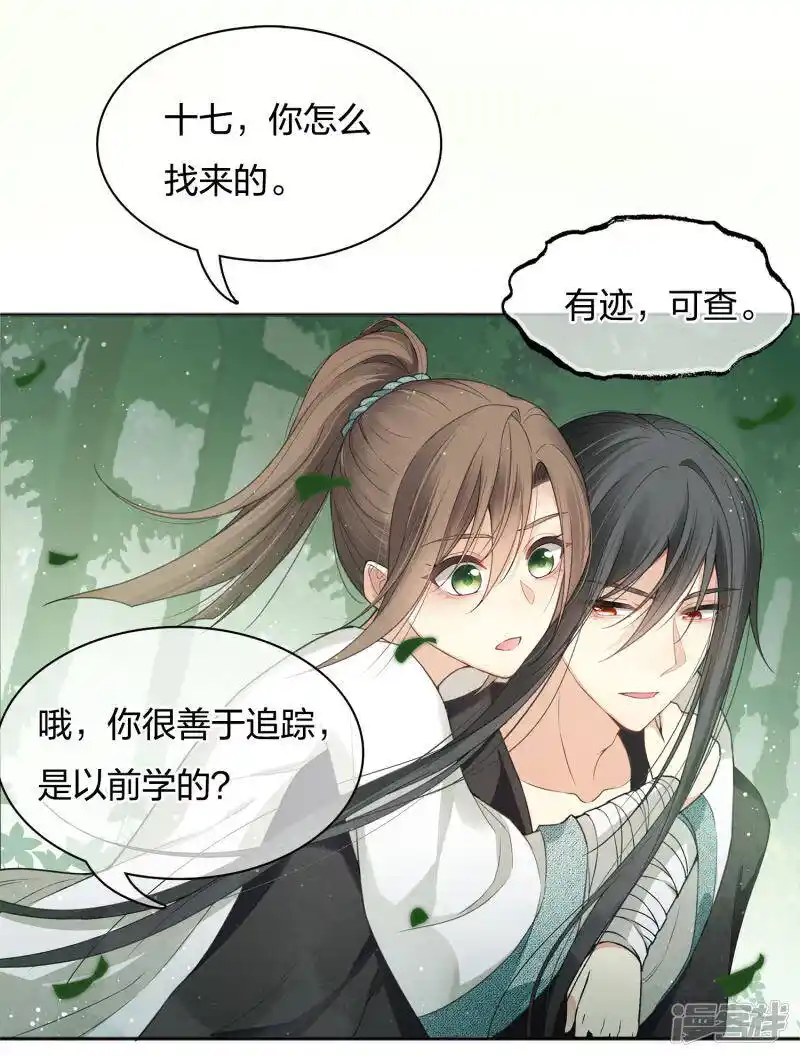 十七，你怎么
找来的。
有迹，可查。
哦，你很善于追踪，
是以前学的？
漫客栈